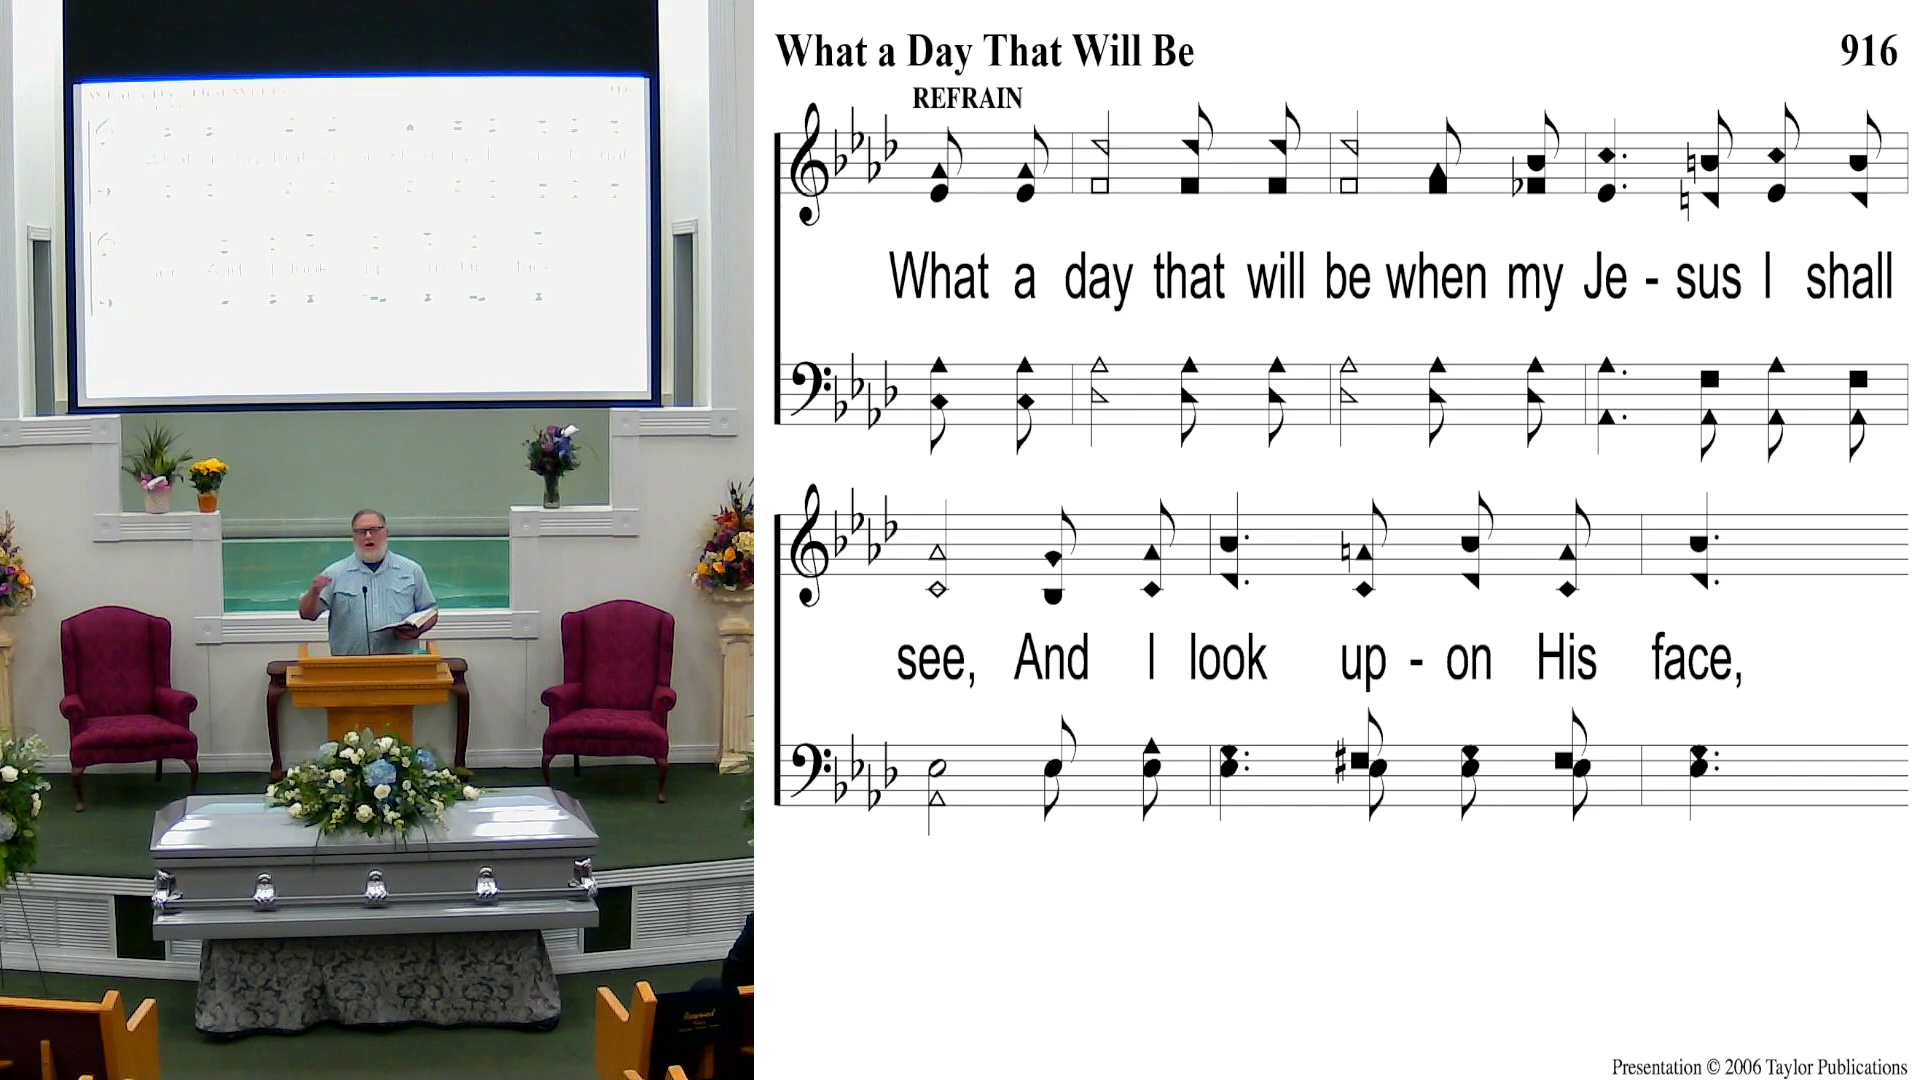 What a Day That Will Be 916
REFRAIN
What a day that will be when my Je - sus I shall
see, And I look up - on His face,
Reserved
Presentation © 2006 Taylor Publications